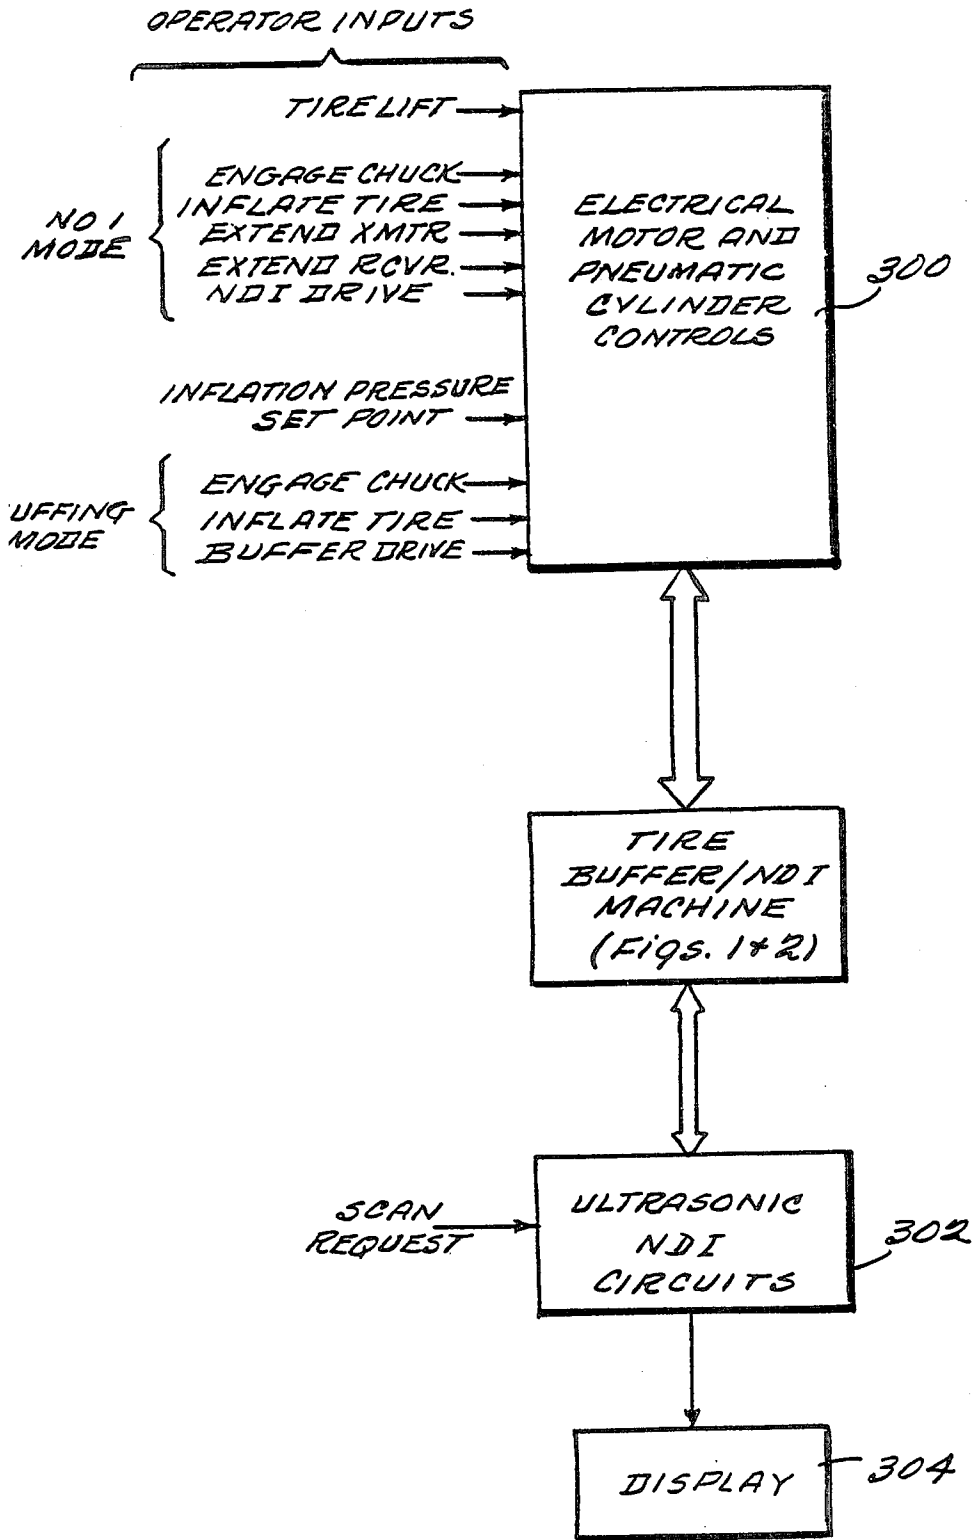 OPERATOR INPUTS
TIRE LIFT
NO I
MODE
ENGAGE CHUCK
INFLATE TIRE
EXTEND XMTR
EXTEND RCVR.
NDI DRIVE
INFLATION PRESSURE
SET POINT
UFFING
MODE
ENGAGE CHUCK
INFLATE TIRE
BUFFER DRIVE
ELECTRICAL
MOTOR AND
PNEUMATIC
CYLINDER
CONTROLS
300
TIRE
BUFFER/NDI
MACHINE
(Figs. 1+2)
SCAN
REQUEST
ULTRASONIC
NDI
CIRCUITS
302
DISPLAY
304